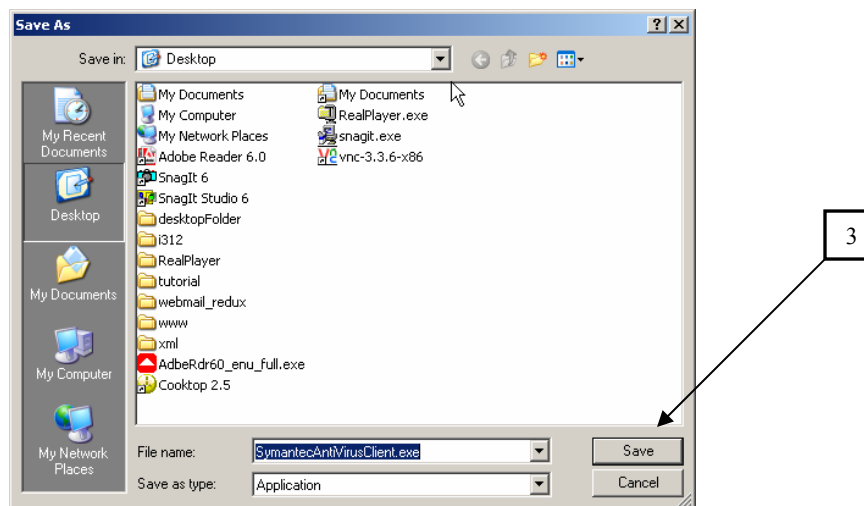 Save As
Save in:
Desktop
My Recent
Documents
Desktop
My Documents
My Computer
My Network
Places
My Documents
My Computer
My Network Places
Adobe Reader 6.0
SnagIt 6
SnagIt Studio 6
desktopFolder
i312
RealPlayer
tutorial
webmail_redux
www
xml
AdbeRdr60_enu_full.exe
Cooktop 2.5
My Documents
RealPlayer.exe
snagit.exe
vnc-3.3.6-x86
File name:
SymantecAntiVirusClient.exe
Save
Save as type:
Application
Cancel
3